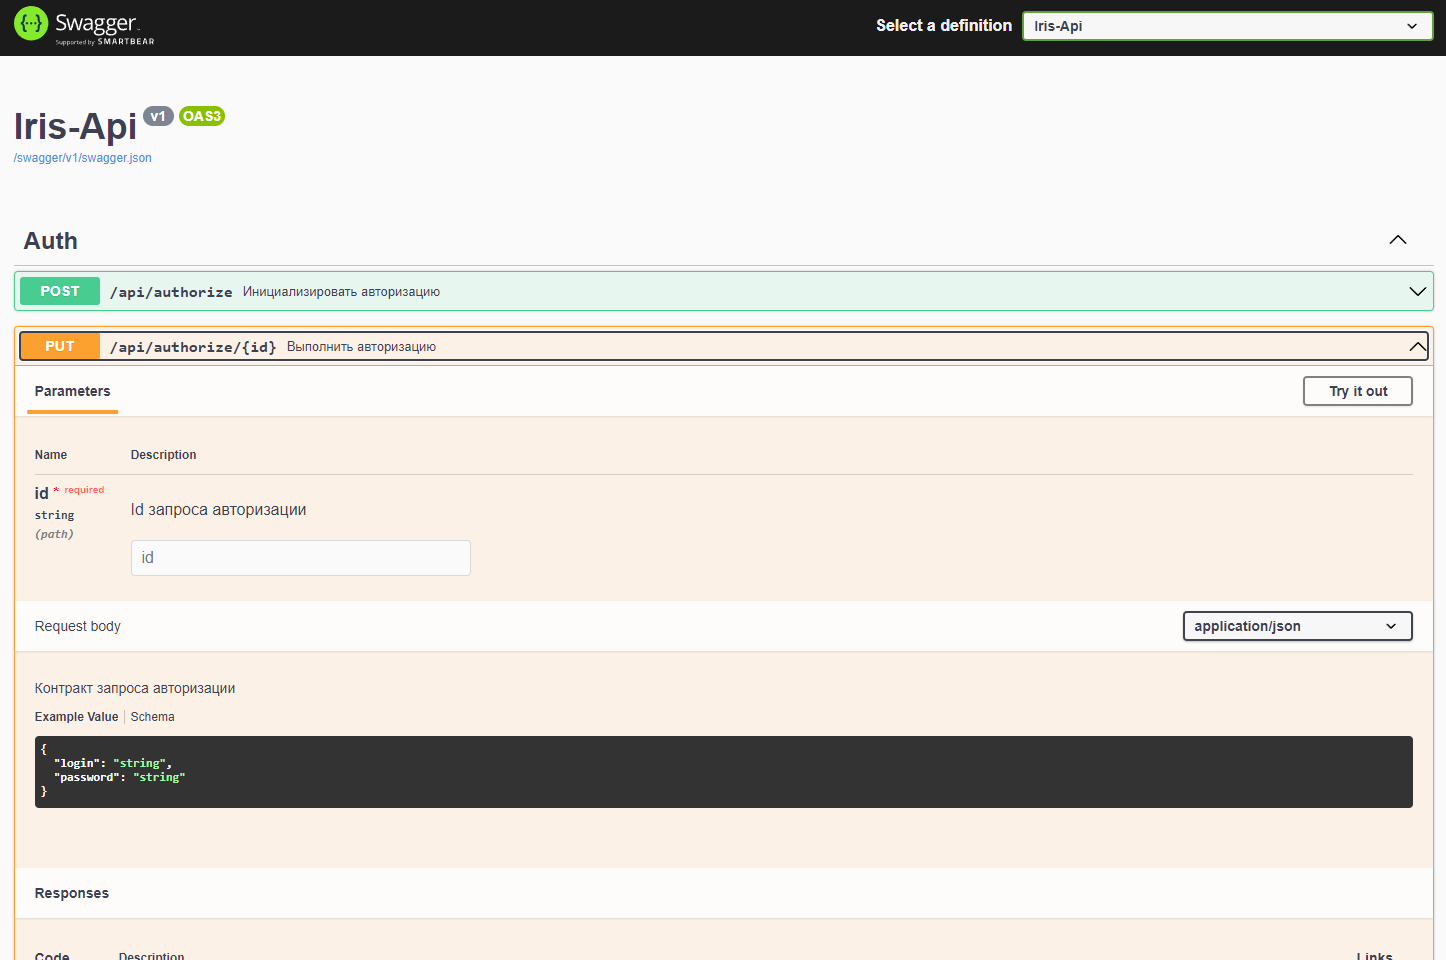 Swagger
Supported by SMARTBEAR
Select a definition
Iris-Api
Iris-Api v1 OAS3
/swagger/v1/swagger.json
Auth
POST /api/authorize Инициализировать авторизацию
PUT /api/authorize/{id} Выполнить авторизацию
Parameters
Try it out
Name Description
id * required
string
(path)
Id запроса авторизации
id
Request body
application/json
Контракт запроса авторизации
Example Value Schema
{
"login": "string",
"password": "string"
}
Responses
Code Description Links